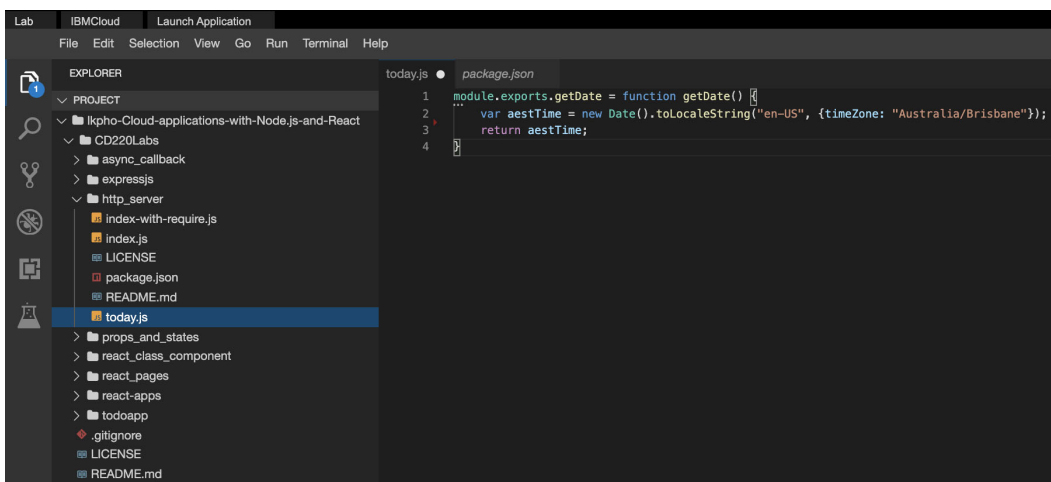 Lab IBMCloud Launch Application
File Edit Selection View Go Run Terminal Help
EXPLORER
1
PROJECT
lkpho-Cloud-applications-with-Node.js-and-React
CD220Labs
async_callback
expressjs
http_server
index-with-require.js
index.js
LICENSE
package.json
README.md
today.js
props_and_states
react_class_component
react_pages
react-apps
todoapp
.gitignore
LICENSE
README.md
today.js package.json
1 module.exports.getDate = function getDate() {
2 var aestTime = new Date().toLocaleString("en-US", {timeZone: "Australia/Brisbane"});
3 return aestTime;
4 }